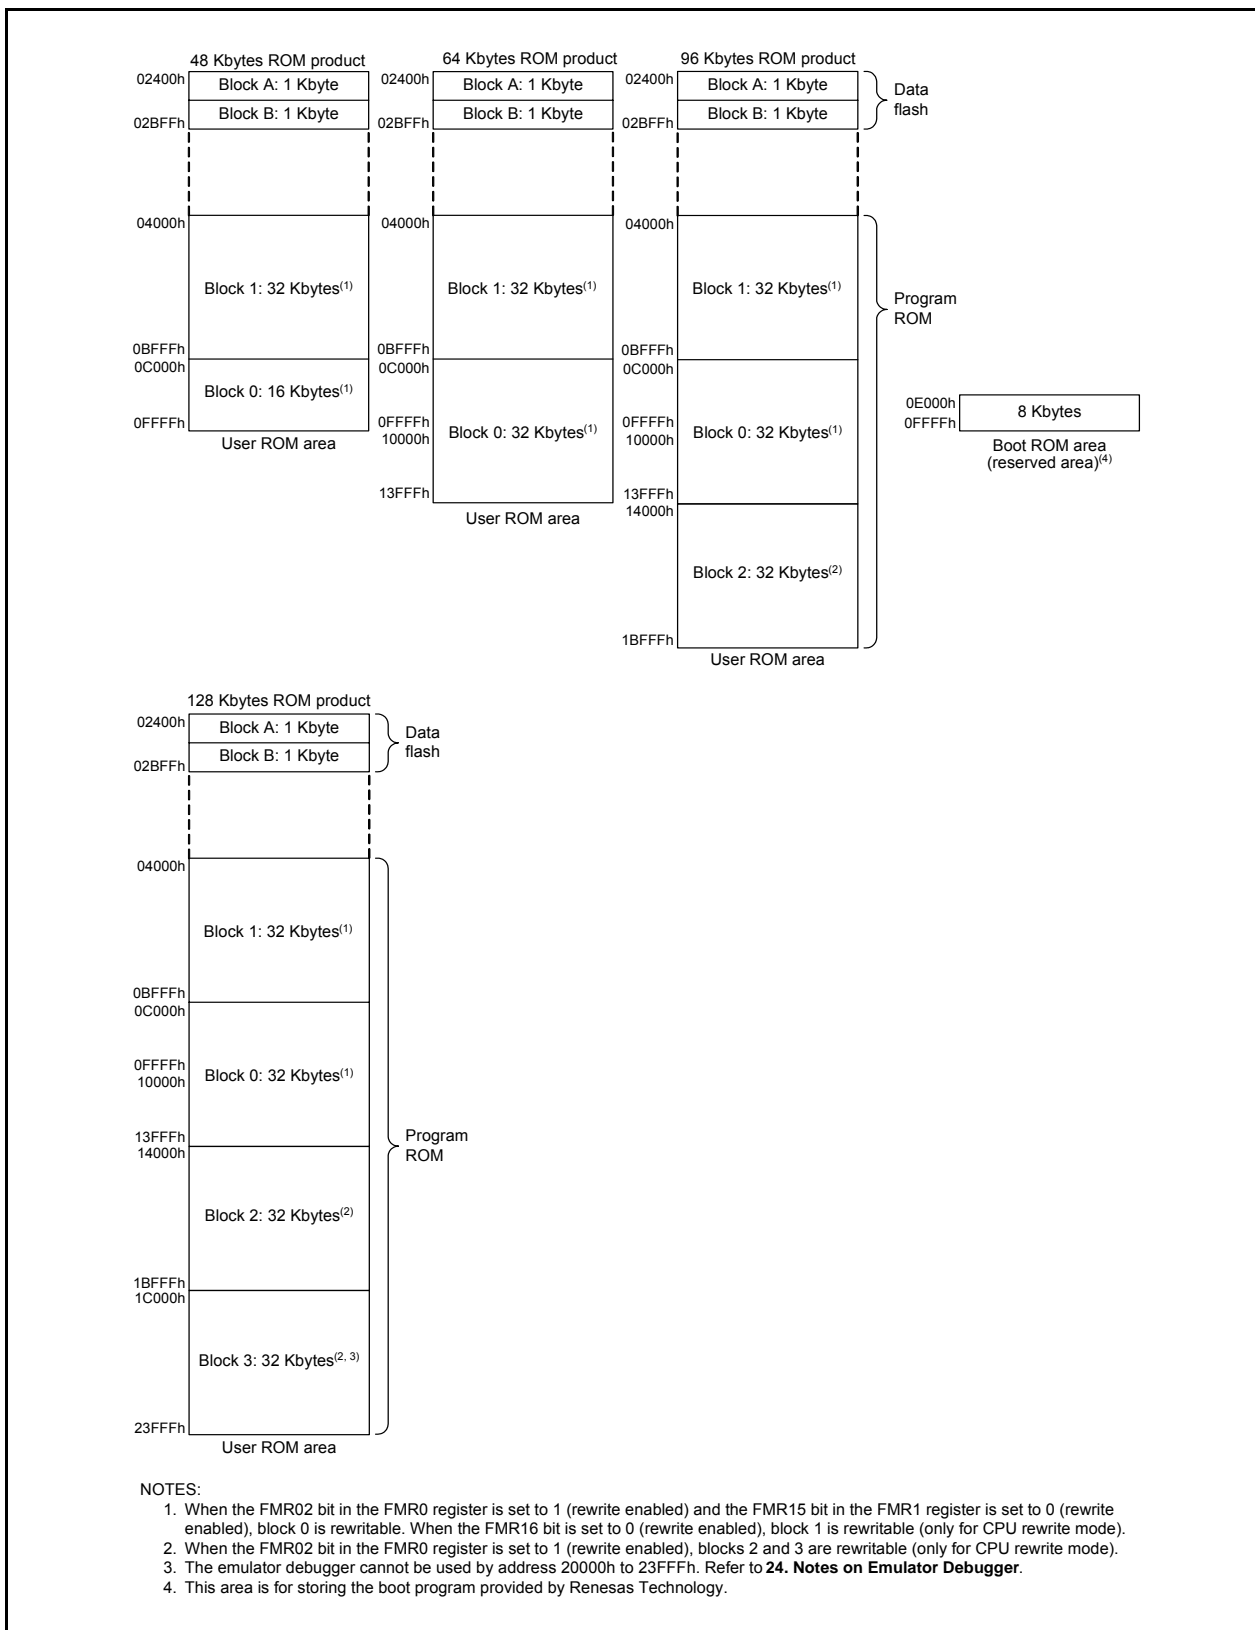 48 Kbytes ROM product
02400h
Block A: 1 Kbyte
Block B: 1 Kbyte
02BFFh
04000h
Block 1: 32 Kbytes(1)
0BFFFh
0C000h
Block 0: 16 Kbytes(1)
0FFFFh
User ROM area
64 Kbytes ROM product
02400h
Block A: 1 Kbyte
Block B: 1 Kbyte
02BFFh
04000h
Block 1: 32 Kbytes(1)
0BFFFh
0C000h
0FFFFh
10000h
Block 0: 32 Kbytes(1)
13FFFh
User ROM area
96 Kbytes ROM product
02400h
Block A: 1 Kbyte
Block B: 1 Kbyte
02BFFh
Data
flash
04000h
Block 1: 32 Kbytes(1)
0BFFFh
0C000h
0FFFFh
10000h
Block 0: 32 Kbytes(1)
13FFFh
14000h
Block 2: 32 Kbytes(2)
1BFFFh
User ROM area
Program
ROM
0E000h
0FFFFh
8 Kbytes
Boot ROM area
(reserved area)(4)
128 Kbytes ROM product
02400h
Block A: 1 Kbyte
Block B: 1 Kbyte
02BFFh
Data
flash
04000h
Block 1: 32 Kbytes(1)
0BFFFh
0C000h
0FFFFh
10000h
Block 0: 32 Kbytes(1)
13FFFh
14000h
Program
ROM
Block 2: 32 Kbytes(2)
1BFFFh
1C000h
Block 3: 32 Kbytes(2, 3)
23FFFh
User ROM area
NOTES:
1. When the FMR02 bit in the FMR0 register is set to 1 (rewrite enabled) and the FMR15 bit in the FMR1 register is set to 0 (rewrite
enabled), block 0 is rewritable. When the FMR16 bit is set to 0 (rewrite enabled), block 1 is rewritable (only for CPU rewrite mode).
2. When the FMR02 bit in the FMR0 register is set to 1 (rewrite enabled), blocks 2 and 3 are rewritable (only for CPU rewrite mode).
3. The emulator debugger cannot be used by address 20000h to 23FFFh. Refer to 24. Notes on Emulator Debugger.
4. This area is for storing the boot program provided by Renesas Technology.